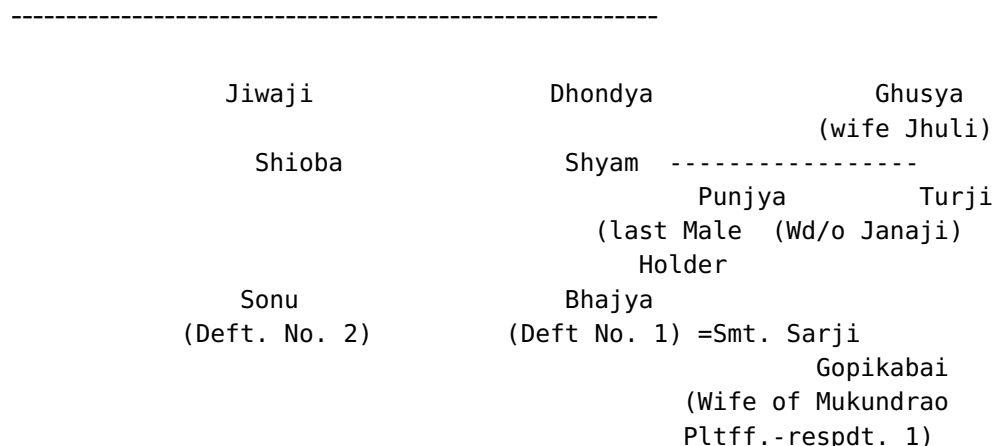 -----------------------------------------------------------
Jiwaji Dhondya Ghusya
(wife Jhuli)
Shioba Shyam -----------------
Punjya Turji
(last Male (Wd/o Janaji)
Holder
Sonu Bhajya
(Deft. No. 2) (Deft No. 1) =Smt. Sarji
Gopikabai
(Wife of Mukundrao
Pltff.-respdt. 1)